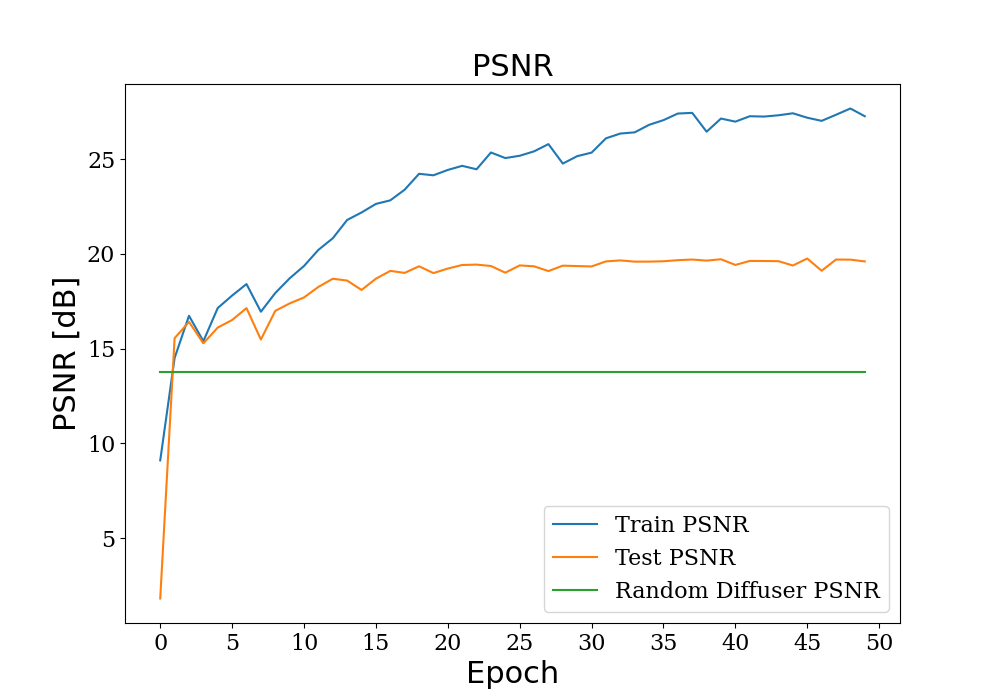 PSNR
PSNR [dB]
25
20
15
10
5
Train PSNR
Test PSNR
Random Diffuser PSNR
0 5 10 15 20 25 30 35 40 45 50
Epoch